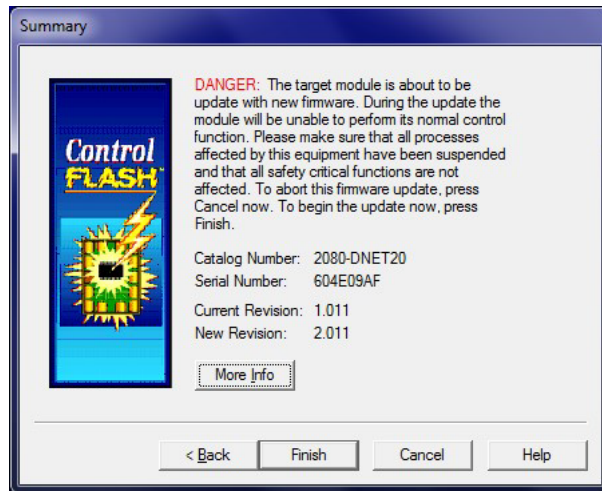 Summary
Control
FLASH
DANGER: The target module is about to be
update with new firmware. During the update the
module will be unable to perform its normal control
function. Please make sure that all processes
affected by this equipment have been suspended
and that all safety critical functions are not
affected. To abort this firmware update, press
Cancel now. To begin the update now, press
Finish.
Catalog Number: 2080-DNET20
Serial Number: 604E09AF
Current Revision: 1.011
New Revision: 2.011
More Info
< Back Finish Cancel Help